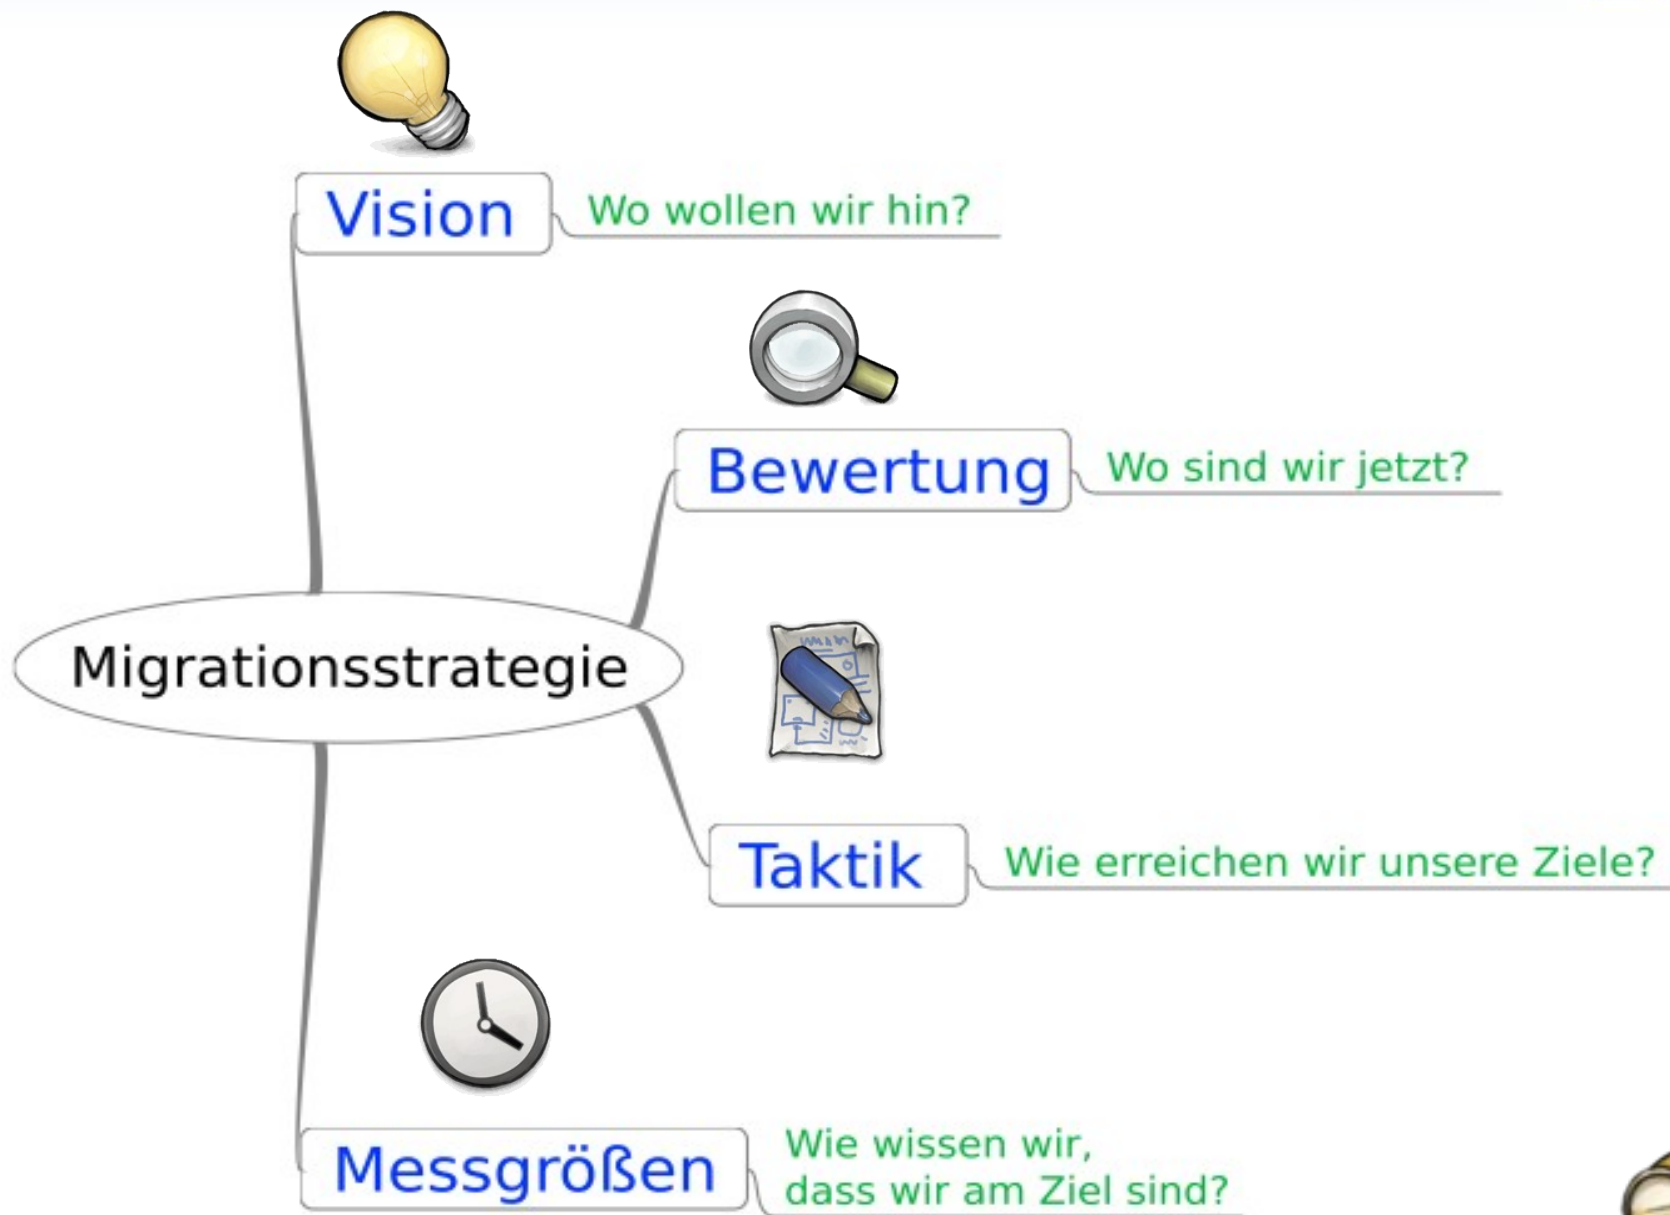 Vision
Wo wollen wir hin?
Bewertung
Wo sind wir jetzt?
Migrationsstrategie
Taktik
Wie erreichen wir unsere Ziele?
Messgrößen
Wie wissen wir,
dass wir am Ziel sind?